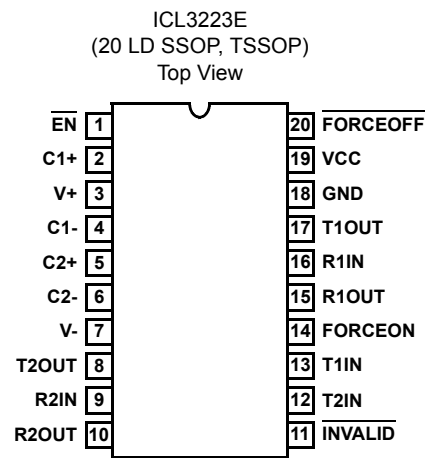 ICL3223E
(20 LD SSOP, TSSOP)
Top View
EN 1
C1+ 2
V+ 3
C1- 4
C2+ 5
C2- 6
V- 7
T2OUT 8
R2IN 9
R2OUT 10
20 FORCEOFF
19 VCC
18 GND
17 T1OUT
16 R1IN
15 R1OUT
14 FORCEON
13 T1IN
12 T2IN
11 INVALID